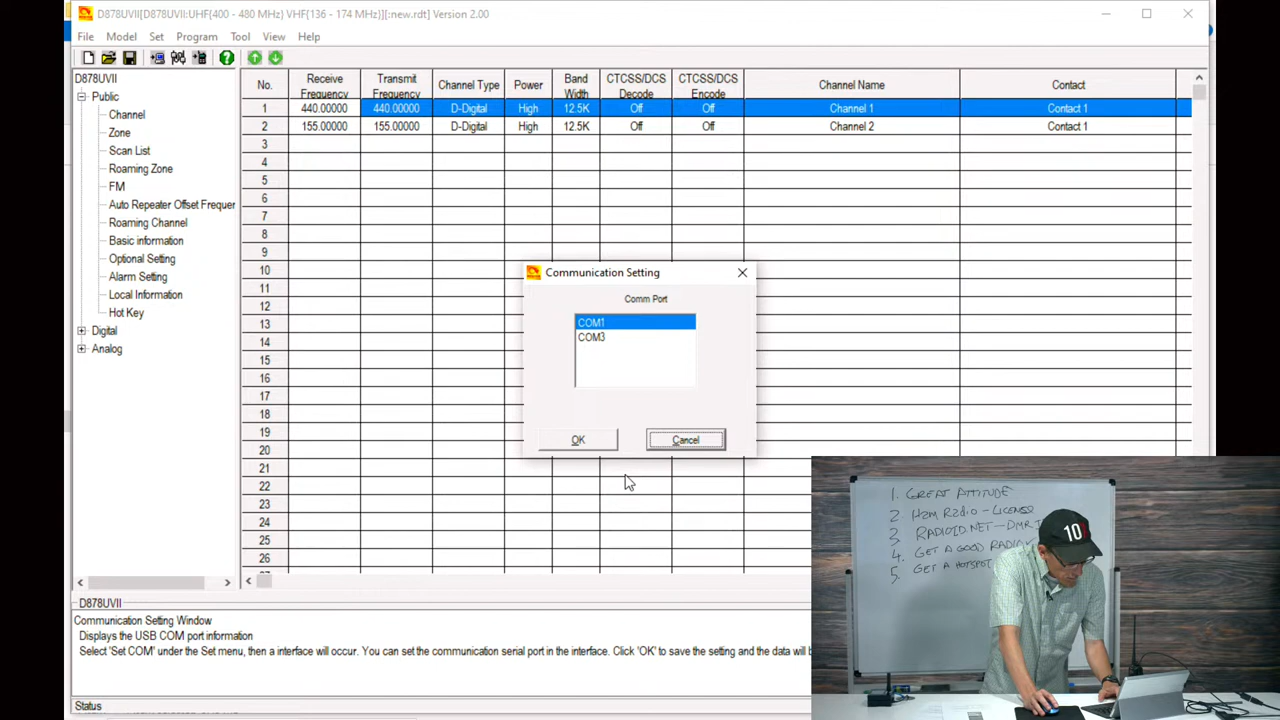 D878UVII[D878UVII:UHF(400 - 480 MHz) VHF(136 - 174 MHz)][:new.rdt] Version 2.00
File Model Set Program Tool View Help
D878UVII
Public
Channel
Zone
Scan List
Roaming Zone
FM
Auto Repeater Offset Frequer
Roaming Channel
Basic information
Optional Setting
Alarm Setting
Local Information
Hot Key
Digital
Analog
No. Receive Frequency Transmit Frequency Channel Type Power Band Width CTCSS/DCS Decode CTCSS/DCS Encode Channel Name Contact
1 440.00000 440.00000 D-Digital High 12.5K Off Off Channel 1 Contact 1
2 155.00000 155.00000 D-Digital High 12.5K Off Off Channel 2 Contact 1
3
4
5
6
7
8
9
10
11
12
13
14
15
16
17
18
19
20
21
22
23
24
25
26
Communication Setting
Comm Port
COM1
COM3
OK Cancel
D878UVII
Communication Setting Window
Displays the USB COM port information
Select 'Set COM' under the Set menu, then a interface will occur. You can set the communication serial port in the interface. Click 'OK' to save the setting and the data will b
Status
1. GREAT ATTITUDE
2 HAM RADIO - LICENSE
3. RADIOID.NET - DMR I
4. GET A GOOD RADIO
5. GET A HOTSPOT
10